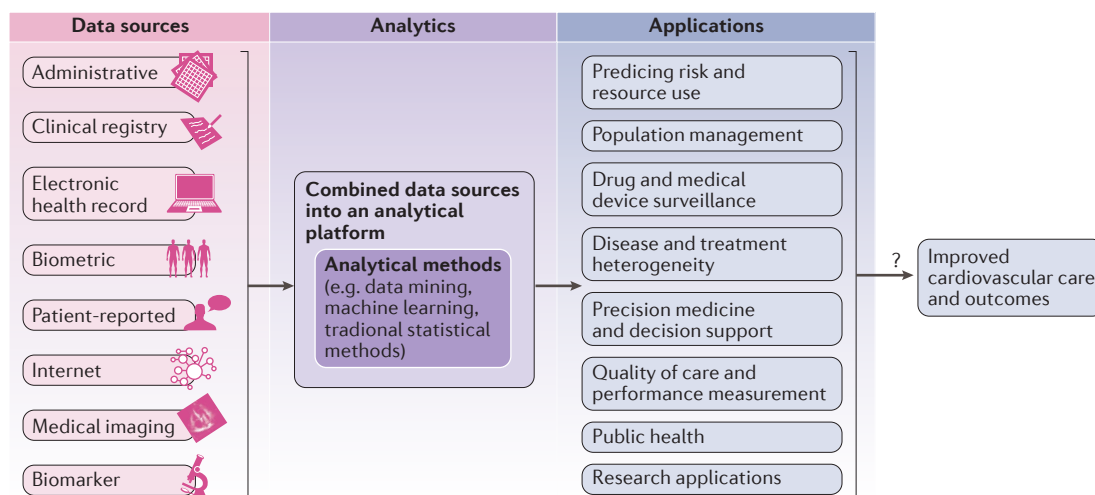 Data sources
Analytics
Applications
Administrative
Clinical registry
Electronic
health record
Biometric
Patient-reported
Internet
Medical imaging
Biomarker
Combined data sources
into an analytical
platform
Analytical methods
(e.g. data mining,
machine learning,
tradional statistical
methods)
Predicing risk and
resource use
Population management
Drug and medical
device surveillance
Disease and treatment
heterogeneity
Precision medicine
and decision support
Quality of care and
performance measurement
Public health
Research applications
?
Improved
cardiovascular care
and outcomes